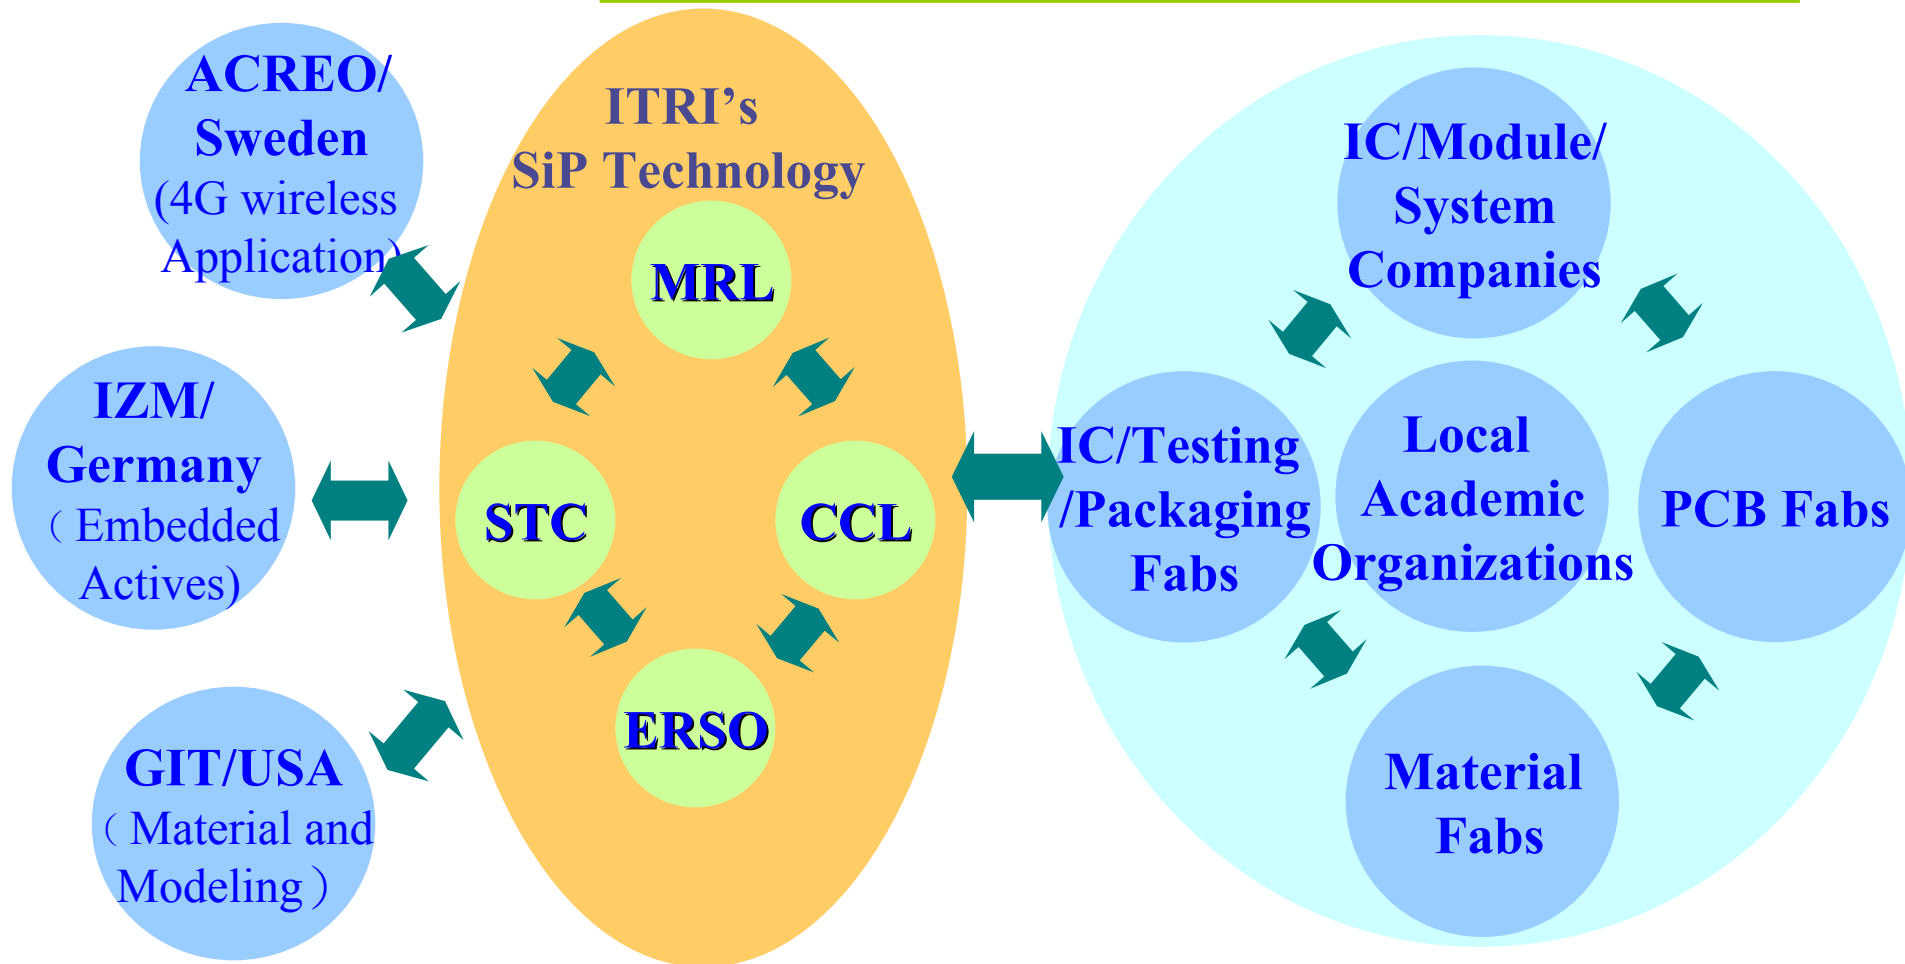 ACREO/
Sweden
(4G wireless
Application)
IZM/
Germany
（Embedded
Actives)
GIT/USA
（Material and
Modeling）
ITRI’s
SiP Technology
MRL
STC
CCL
ERSO
IC/Module/
System
Companies
IC/Testing
/Packaging
Fabs
Local
Academic
Organizations
PCB Fabs
Material
Fabs